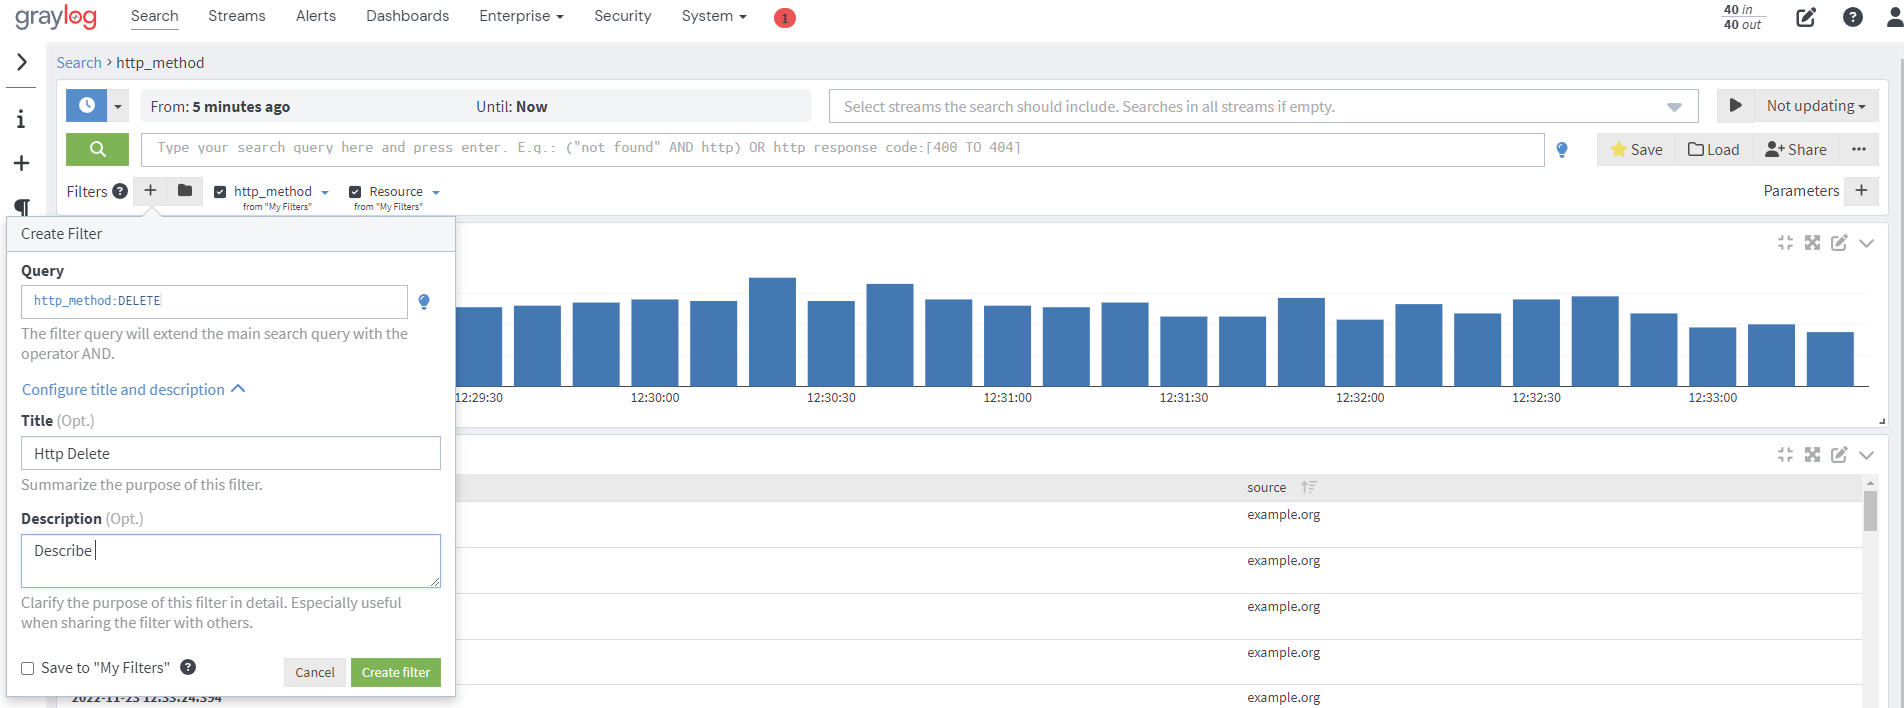 graylog
Search Streams Alerts Dashboards Enterprise Security System 1
40 in
40 out
Search › http_method
From: 5 minutes ago Until: Now Select streams the search should include. Searches in all streams if empty. Not updating
Type your search query here and press enter. E.g.: ("not found" AND http) OR http_response_code:[400 TO 404] Save Load Share
Filters http_method Resource Parameters
from "My Filters" from "My Filters"
Create Filter
Query
http_method:DELETE
The filter query will extend the main search query with the
operator AND.
Configure title and description
Title (Opt.)
Http Delete
Summarize the purpose of this filter.
Description (Opt.)
Describe
Clarify the purpose of this filter in detail. Especially useful
when sharing the filter with others.
Save to "My Filters" Cancel Create filter
12:29:30 12:30:00 12:30:30 12:31:00 12:31:30 12:32:00 12:32:30 12:33:00
source
example.org
example.org
example.org
example.org
2022-11-23 12:33:24.394 example.org